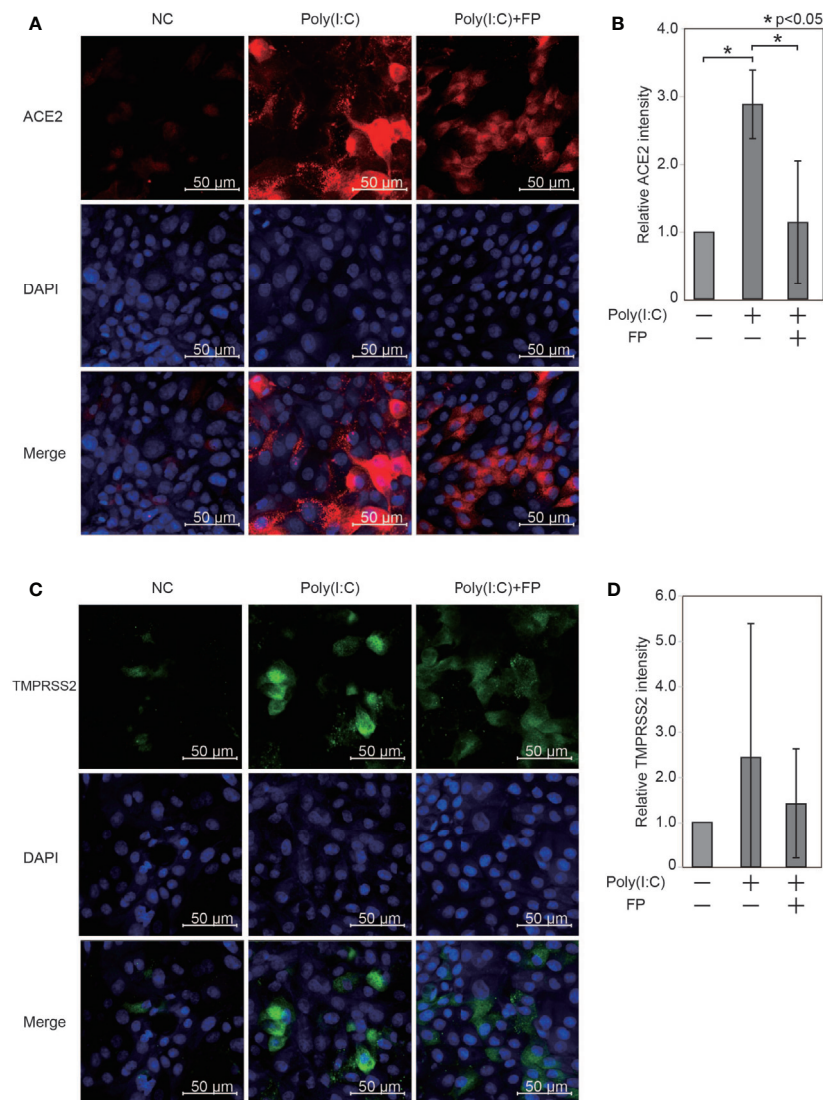 A
NC
Poly(I:C)
Poly(I:C)+FP
ACE2
50 µm
50 µm
50 µm
DAPI
50 µm
50 µm
50 µm
Merge
50 µm
50 µm
50 µm
B
* p<0.05
* *
4.0
3.0
2.0
1.0
0
Relative ACE2 intensity
Poly(I:C) − + +
FP − − +
C
NC
Poly(I:C)
Poly(I:C)+FP
TMPRSS2
50 µm
50 µm
50 µm
DAPI
50 µm
50 µm
50 µm
Merge
50 µm
50 µm
50 µm
D
6.0
5.0
4.0
3.0
2.0
1.0
0
Relative TMPRSS2 intensity
Poly(I:C) − + +
FP − − +